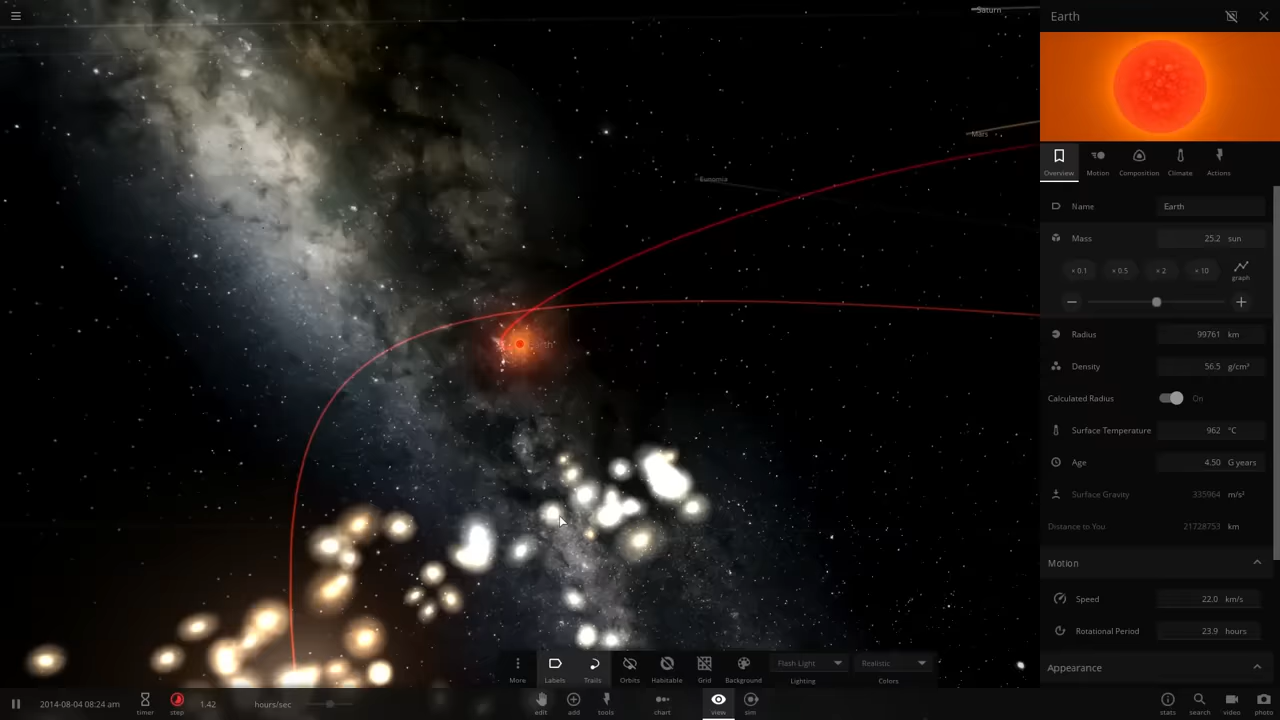 Saturn
Mars
Eunomia
Earth
Overview
Motion
Composition
Climate
Actions
Name
Earth
Mass
25.2 sun
× 0.1
× 0.5
× 2
× 10
graph
Radius
99761 km
Density
56.5 g/cm³
Calculated Radius
On
Surface Temperature
962 °C
Age
4.50 G years
Surface Gravity
335964 m/s²
Distance to You
21728753 km
Motion
Speed
22.0 km/s
Rotational Period
23.9 hours
Appearance
More
Labels
Trails
Orbits
Habitable
Grid
Background
Flash Light
Lighting
Realistic
Colors
2014-08-04 08:24 am
timer
step
1.42
hours/sec
edit
add
tools
chart
view
sim
stats
search
video
photo